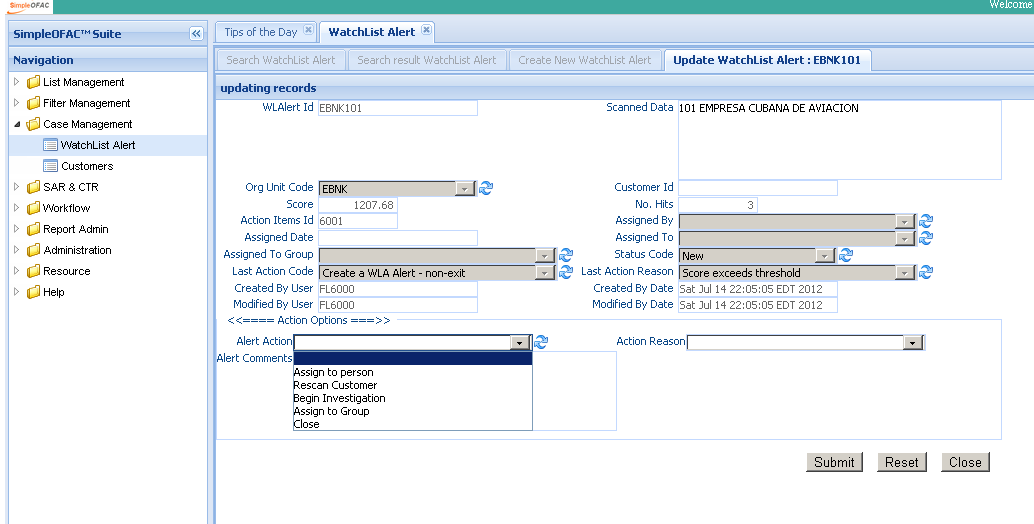 SimpleOFAC
Welcome
SimpleOFAC™ Suite
Tips of the Day
WatchList Alert
Navigation
Search WatchList Alert
Search result WatchList Alert
Create New WatchList Alert
Update WatchList Alert : EBNK101
List Management
Filter Management
Case Management
WatchList Alert
Customers
SAR & CTR
Workflow
Report Admin
Administration
Resource
Help
updating records
WLAlert Id EBNK101
Scanned Data 101 EMPRESA CUBANA DE AVIACION
Org Unit Code EBNK
Customer Id
Score 1207.68
No. Hits 3
Action Items Id 6001
Assigned By
Assigned Date
Assigned To
Assigned To Group
Status Code New
Last Action Code Create a WLA Alert - non-exit
Last Action Reason Score exceeds threshold
Created By User FL6000
Created By Date Sat Jul 14 22:05:05 EDT 2012
Modified By User FL6000
Modified By Date Sat Jul 14 22:05:05 EDT 2012
<<==== Action Options ===>>
Alert Action
Action Reason
Alert Comments
Assign to person
Rescan Customer
Begin Investigation
Assign to Group
Close
Submit
Reset
Close